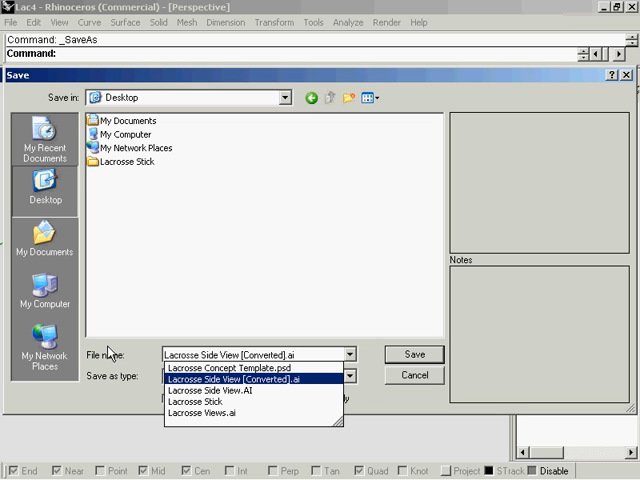 Lac4 - Rhinoceros (Commercial) - [Perspective]
File Edit View Curve Surface Solid Mesh Dimension Transform Tools Analyze Render Help
Command: _SaveAs
Command:
Save
Save in: Desktop
My Recent Documents
Desktop
My Documents
My Computer
My Network Places
My Documents
My Computer
My Network Places
Lacrosse Stick
Notes
File name: Lacrosse Side View [Converted].ai Save
Lacrosse Concept Template.psd
Save as type: Lacrosse Side View [Converted].ai Cancel
Lacrosse Side View.AI
Lacrosse Stick
Lacrosse Views.ai
End Near Point Mid Cen Int Perp Tan Quad Knot Project STrack Disable